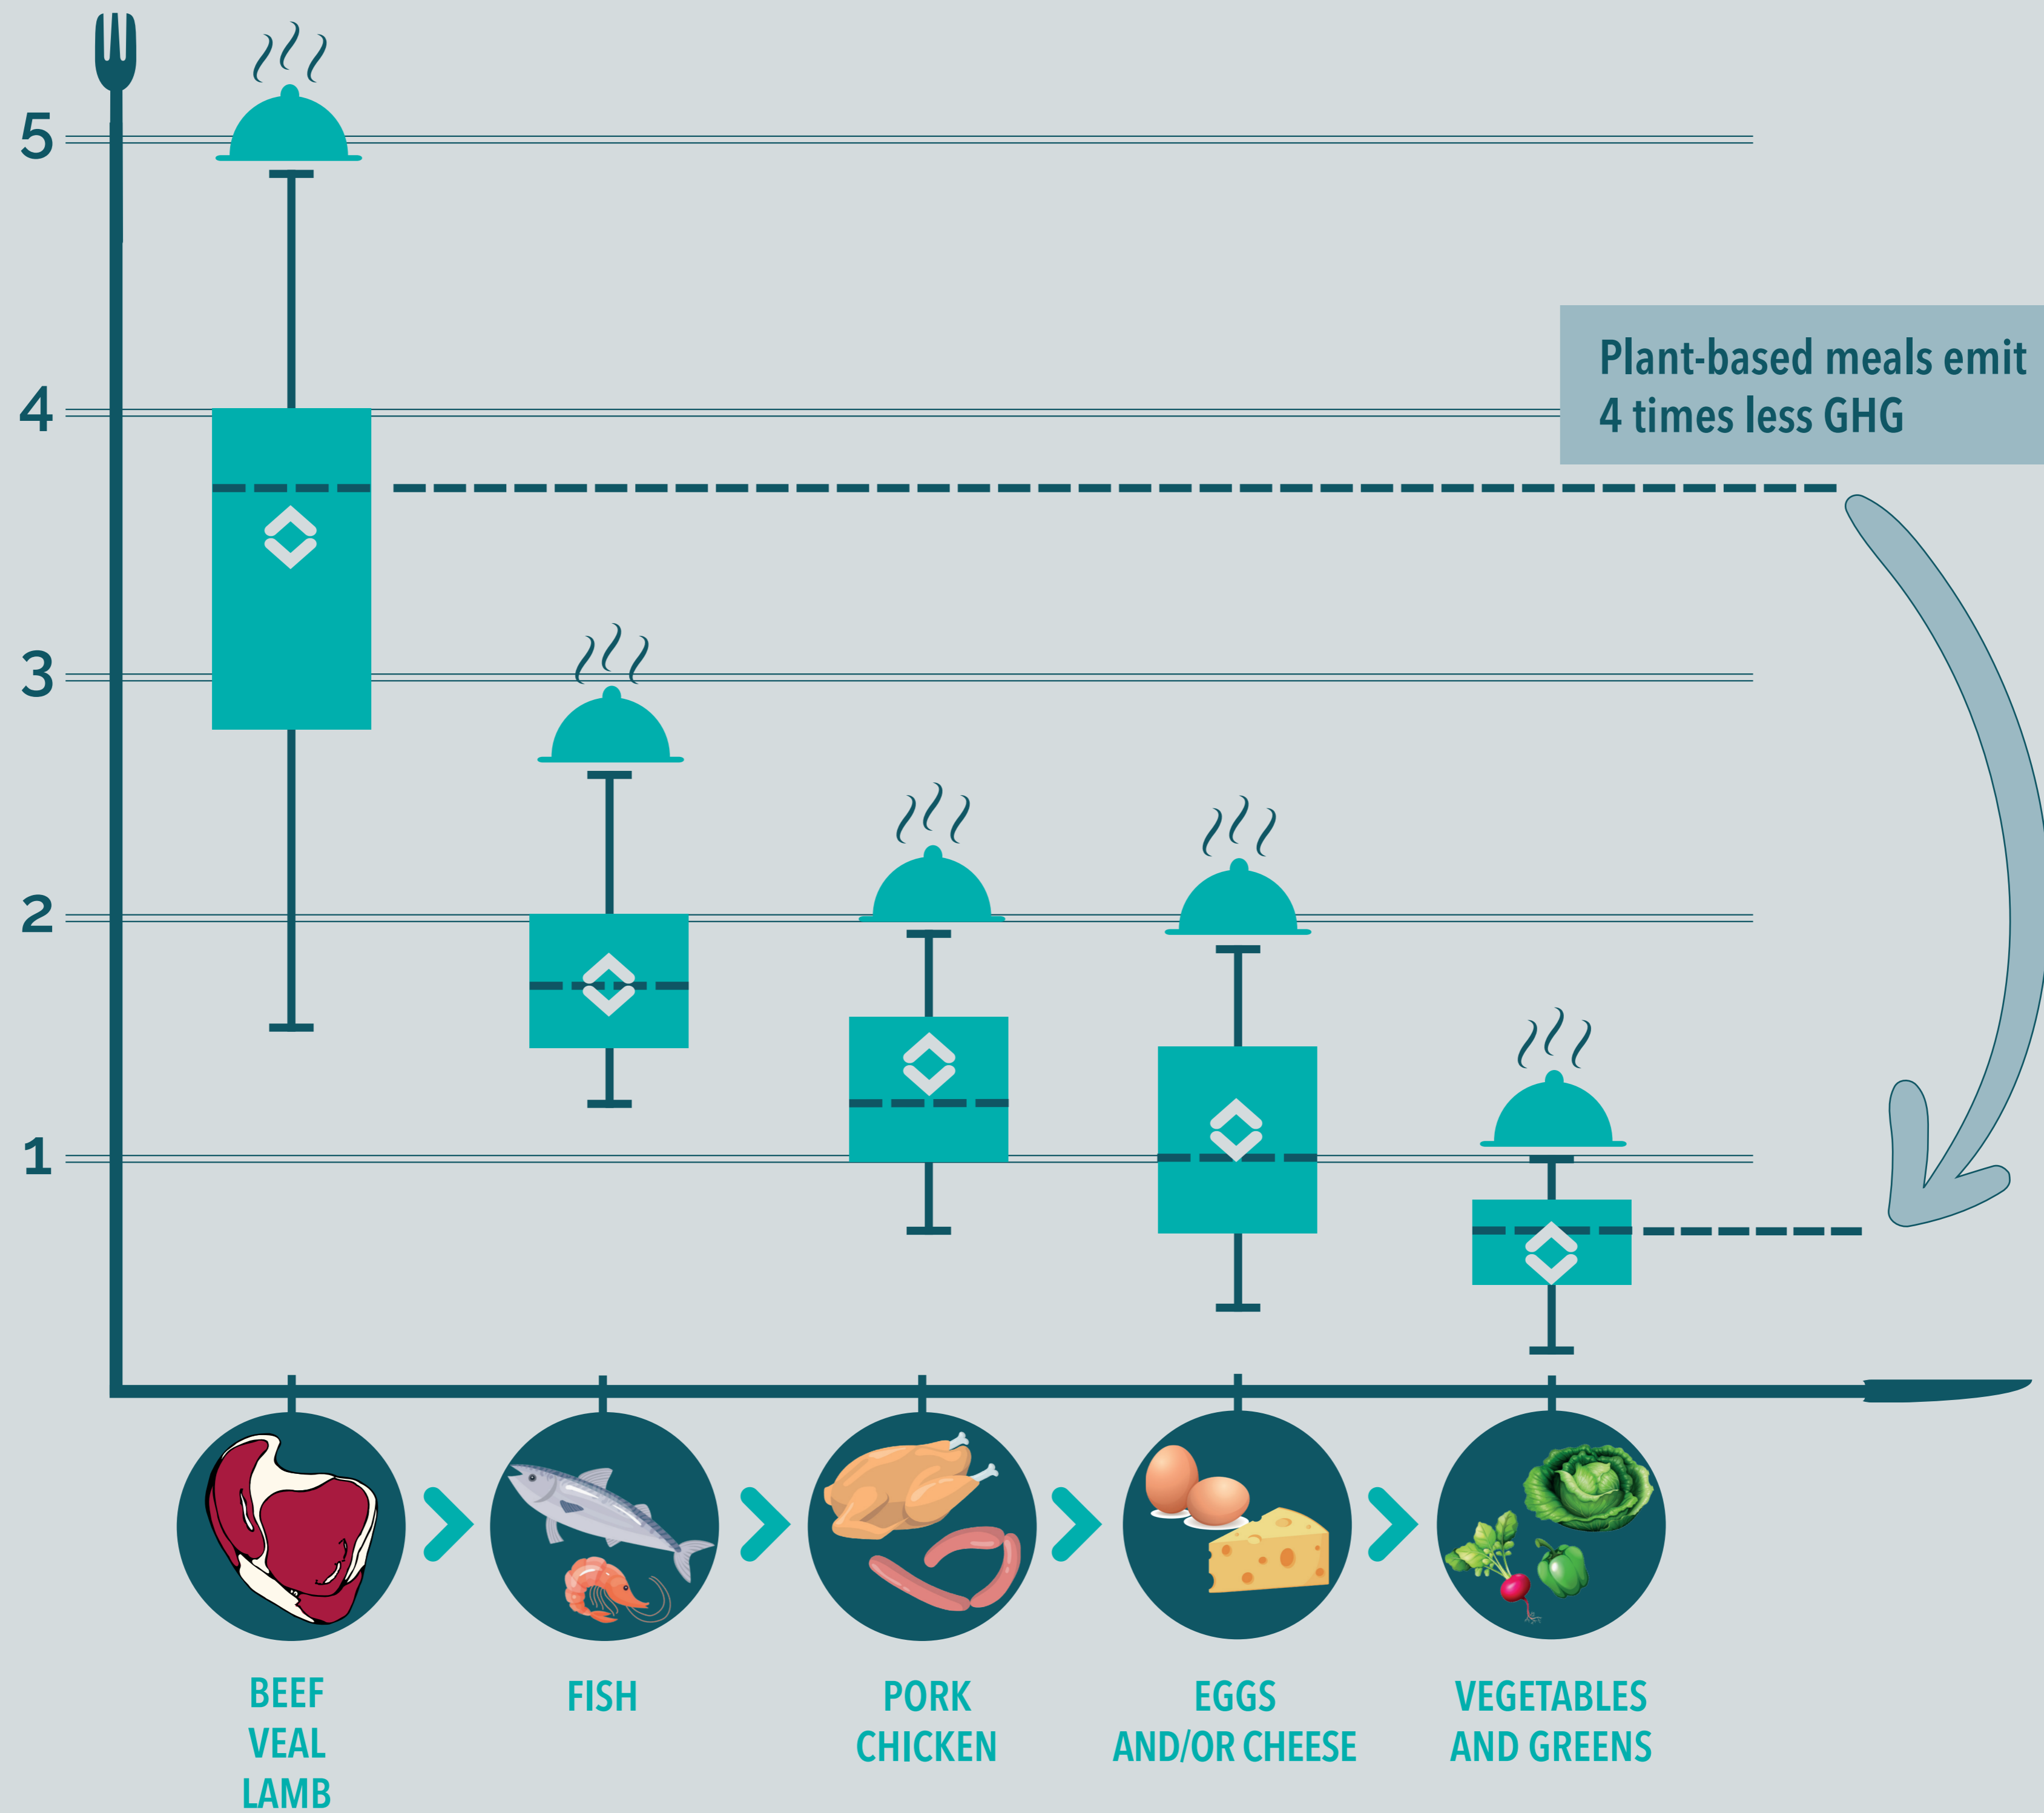 5
4
3
2
1
Plant-based meals emit
4 times less GHG
BEEF
VEAL
LAMB
FISH
PORK
CHICKEN
EGGS
AND/OR CHEESE
VEGETABLES
AND GREENS